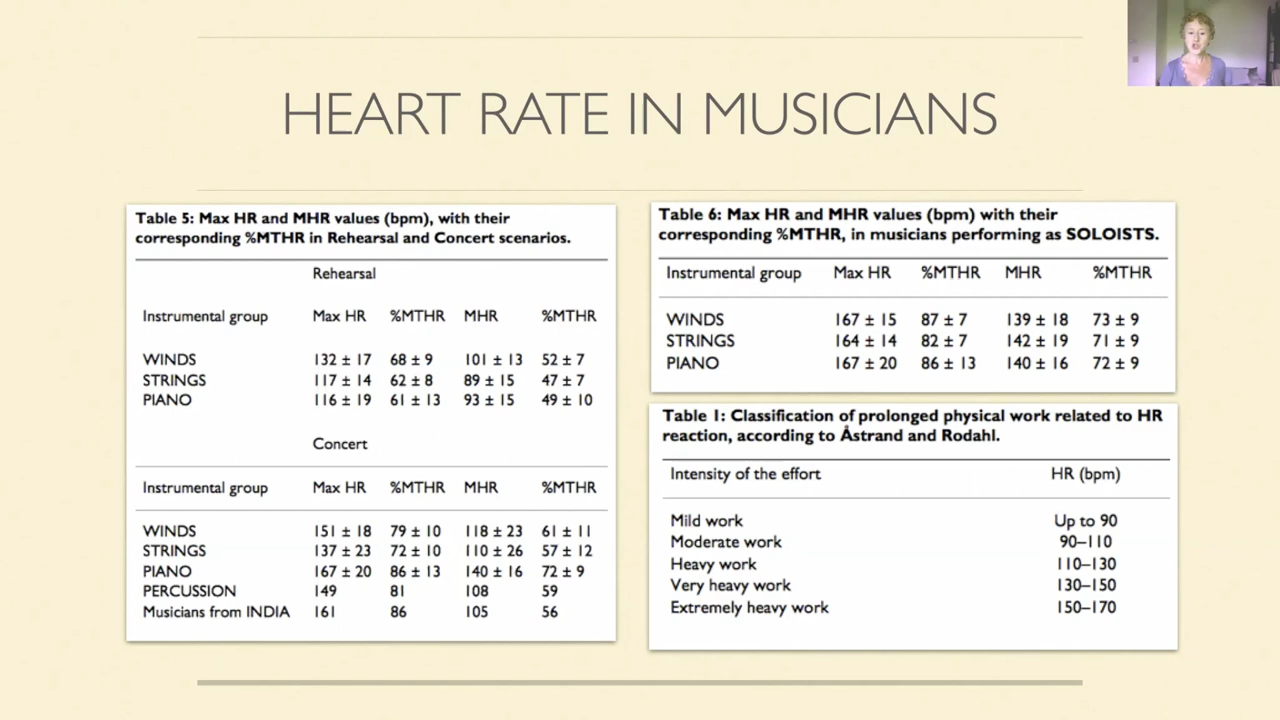 HEART RATE IN MUSICIANS
Table 5: Max HR and MHR values (bpm), with their
corresponding %MTHR in Rehearsal and Concert scenarios.
Rehearsal
Instrumental group Max HR %MTHR MHR %MTHR
WINDS 132 ± 17 68 ± 9 101 ± 13 52 ± 7
STRINGS 117 ± 14 62 ± 8 89 ± 15 47 ± 7
PIANO 116 ± 19 61 ± 13 93 ± 15 49 ± 10
Concert
Instrumental group Max HR %MTHR MHR %MTHR
WINDS 151 ± 18 79 ± 10 118 ± 23 61 ± 11
STRINGS 137 ± 23 72 ± 10 110 ± 26 57 ± 12
PIANO 167 ± 20 86 ± 13 140 ± 16 72 ± 9
PERCUSSION 149 81 108 59
Musicians from INDIA 161 86 105 56
Table 6: Max HR and MHR values (bpm) with their
corresponding %MTHR, in musicians performing as SOLOISTS.
Instrumental group Max HR %MTHR MHR %MTHR
WINDS 167 ± 15 87 ± 7 139 ± 18 73 ± 9
STRINGS 164 ± 14 82 ± 7 142 ± 19 71 ± 9
PIANO 167 ± 20 86 ± 13 140 ± 16 72 ± 9
Table 1: Classification of prolonged physical work related to HR
reaction, according to Åstrand and Rodahl.
Intensity of the effort HR (bpm)
Mild work Up to 90
Moderate work 90–110
Heavy work 110–130
Very heavy work 130–150
Extremely heavy work 150–170